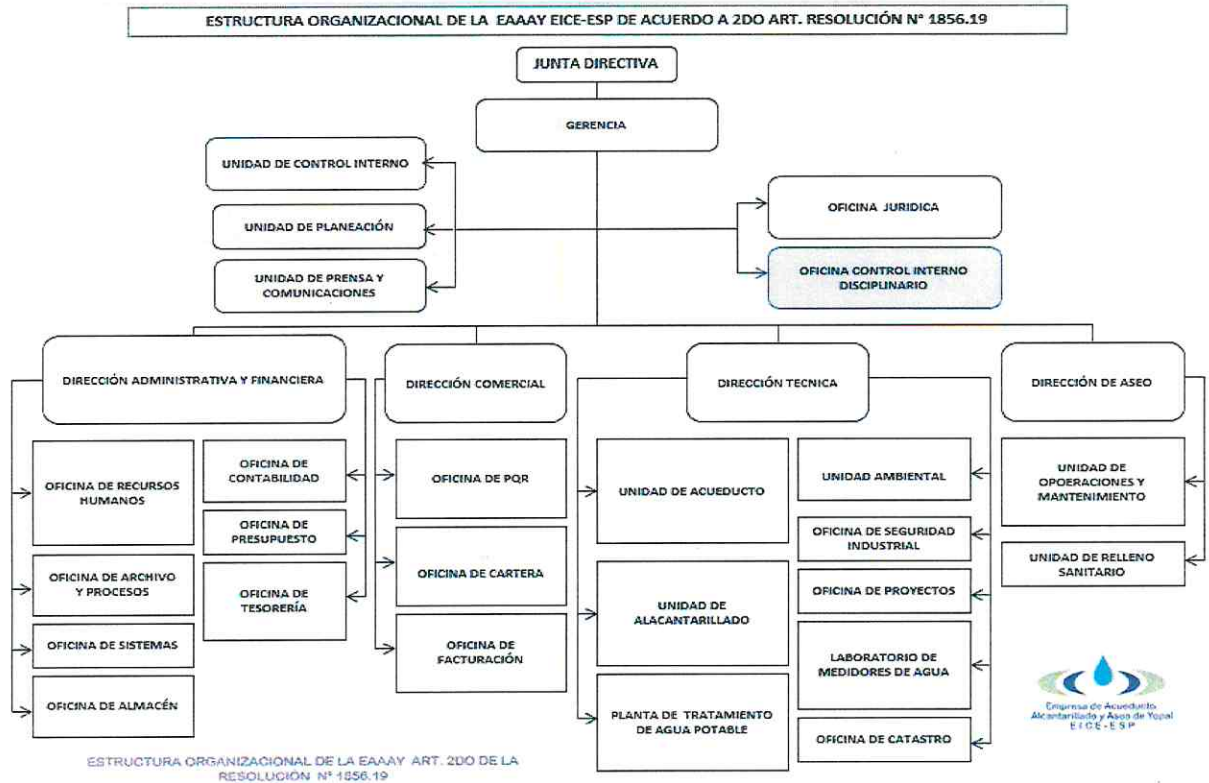 ESTRUCTURA ORGANIZACIONAL DE LA EAAAY EICE-ESP DE ACUERDO A 2DO ART. RESOLUCIÓN N° 1856.19
JUNTA DIRECTIVA
GERENCIA
UNIDAD DE CONTROL INTERNO
UNIDAD DE PLANEACIÓN
UNIDAD DE PRENSA Y
COMUNICACIONES
OFICINA JURIDICA
OFICINA CONTROL INTERNO
DISCIPLINARIO
DIRECCIÓN ADMINISTRATIVA Y FINANCIERA
OFICINA DE RECURSOS
HUMANOS
OFICINA DE ARCHIVO
Y PROCESOS
OFICINA DE SISTEMAS
OFICINA DE ALMACÉN
OFICINA DE
CONTABILIDAD
OFICINA DE
PRESUPUESTO
OFICINA DE
TESORERÍA
DIRECCIÓN COMERCIAL
OFICINA DE PQR
OFICINA DE CARTERA
OFICINA DE
FACTURACIÓN
DIRECCIÓN TECNICA
UNIDAD DE ACUEDUCTO
UNIDAD DE
ALACANTARILLADO
PLANTA DE TRATAMIENTO
DE AGUA POTABLE
UNIDAD AMBIENTAL
OFICINA DE SEGURIDAD
INDUSTRIAL
OFICINA DE PROYECTOS
LABORATORIO DE
MEDIDORES DE AGUA
OFICINA DE CATASTRO
DIRECCIÓN DE ASEO
UNIDAD DE
OPOERACIONES Y
MANTENIMIENTO
UNIDAD DE RELLENO
SANITARIO
Empresa de Acueducto
Alcantarillado y Aseo de Yopal
E I C E - E S P
ESTRUCTURA ORGANIZACIONAL DE LA EAAAY ART. 2DO DE LA
RESOLUCIÓN N° 1856.19